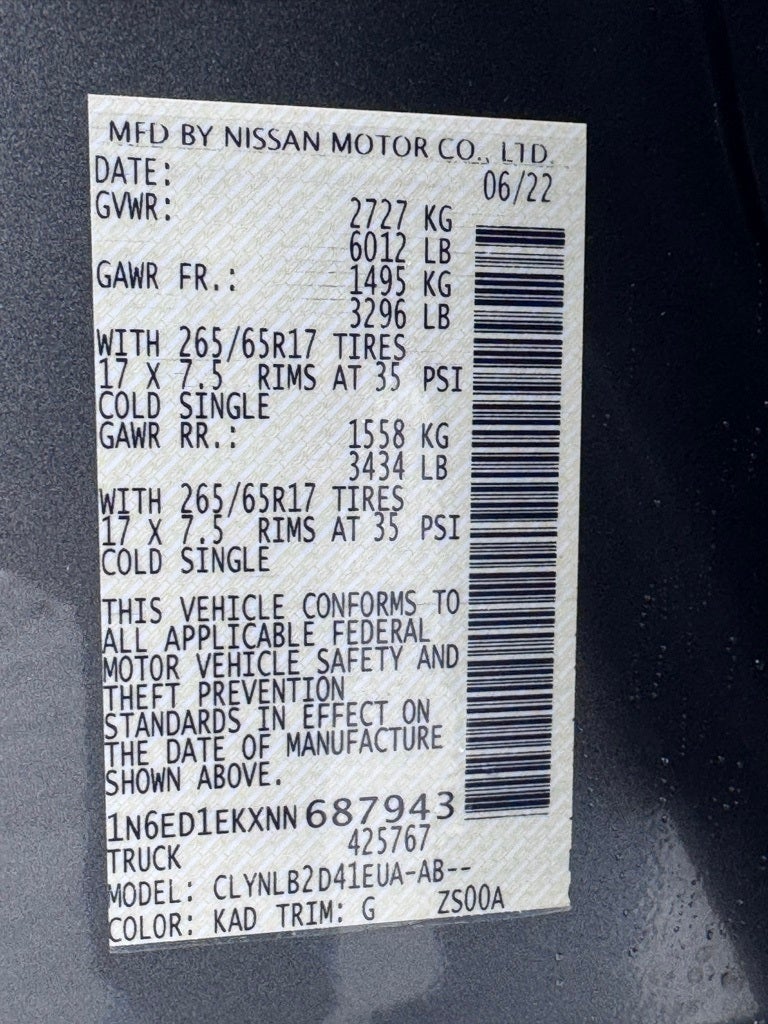 MFD BY NISSAN MOTOR CO., LTD.
DATE: 06/22
GVWR: 2727 KG
6012 LB
GAWR FR.: 1495 KG
3296 LB
WITH 265/65R17 TIRES
17 X 7.5 RIMS AT 35 PSI
COLD SINGLE
GAWR RR.: 1558 KG
3434 LB
WITH 265/65R17 TIRES
17 X 7.5 RIMS AT 35 PSI
COLD SINGLE
THIS VEHICLE CONFORMS TO
ALL APPLICABLE FEDERAL
MOTOR VEHICLE SAFETY AND
THEFT PREVENTION
STANDARDS IN EFFECT ON
THE DATE OF MANUFACTURE
SHOWN ABOVE.
1N6ED1EKXNN687943
TRUCK 425767
MODEL: CLYNLB2D41EUA-AB--
COLOR: KAD TRIM: G ZS00A